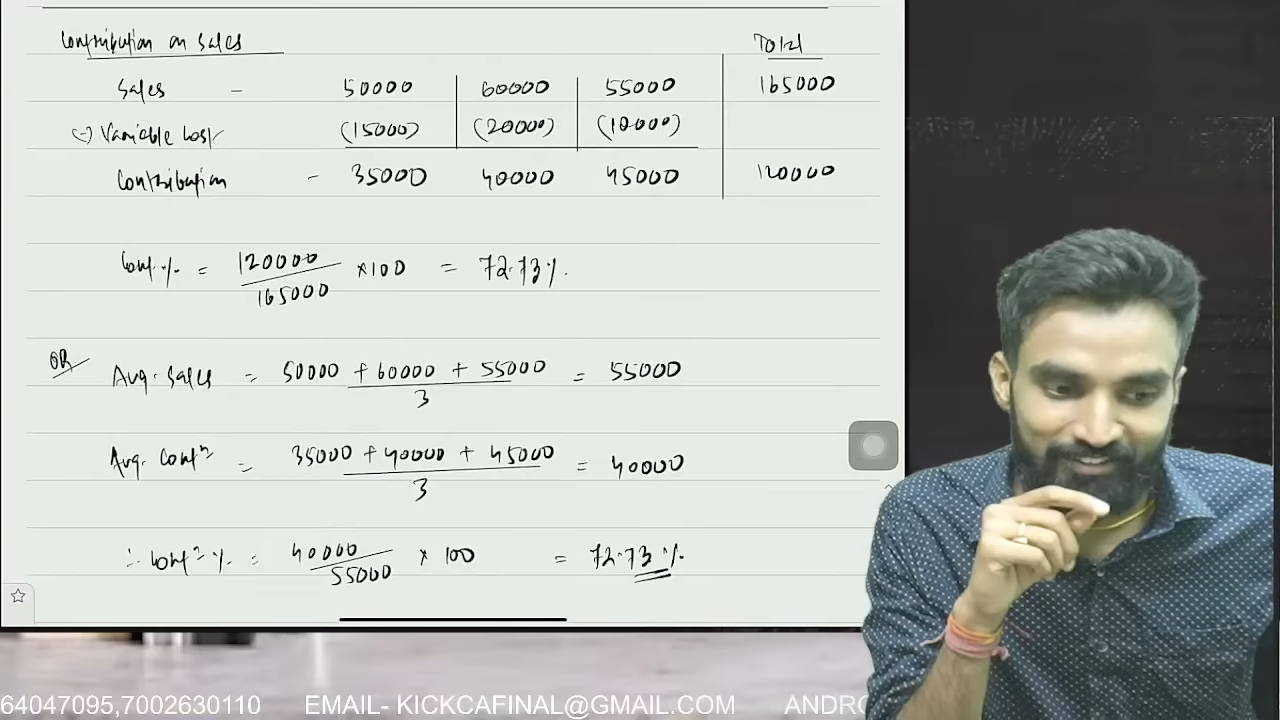 Contribution on Sales
Total
Sales - 50000 60000 55000 165000
(-) Variable Cost (15000) (20000) (10000)
Contribution - 35000 40000 45000 120000
Cont.% = 120000/165000 ×100 = 72.73%.
OR
Avg. Sales = 50000 + 60000 + 55000 / 3 = 55000
Avg. Contⁿ = 35000 + 40000 + 45000 / 3 = 40000
∴ Contⁿ % = 40000/55000 × 100 = 72.73%
64047095,7002630110 EMAIL- KICKCAFINAL@GMAIL.COM ANDRO